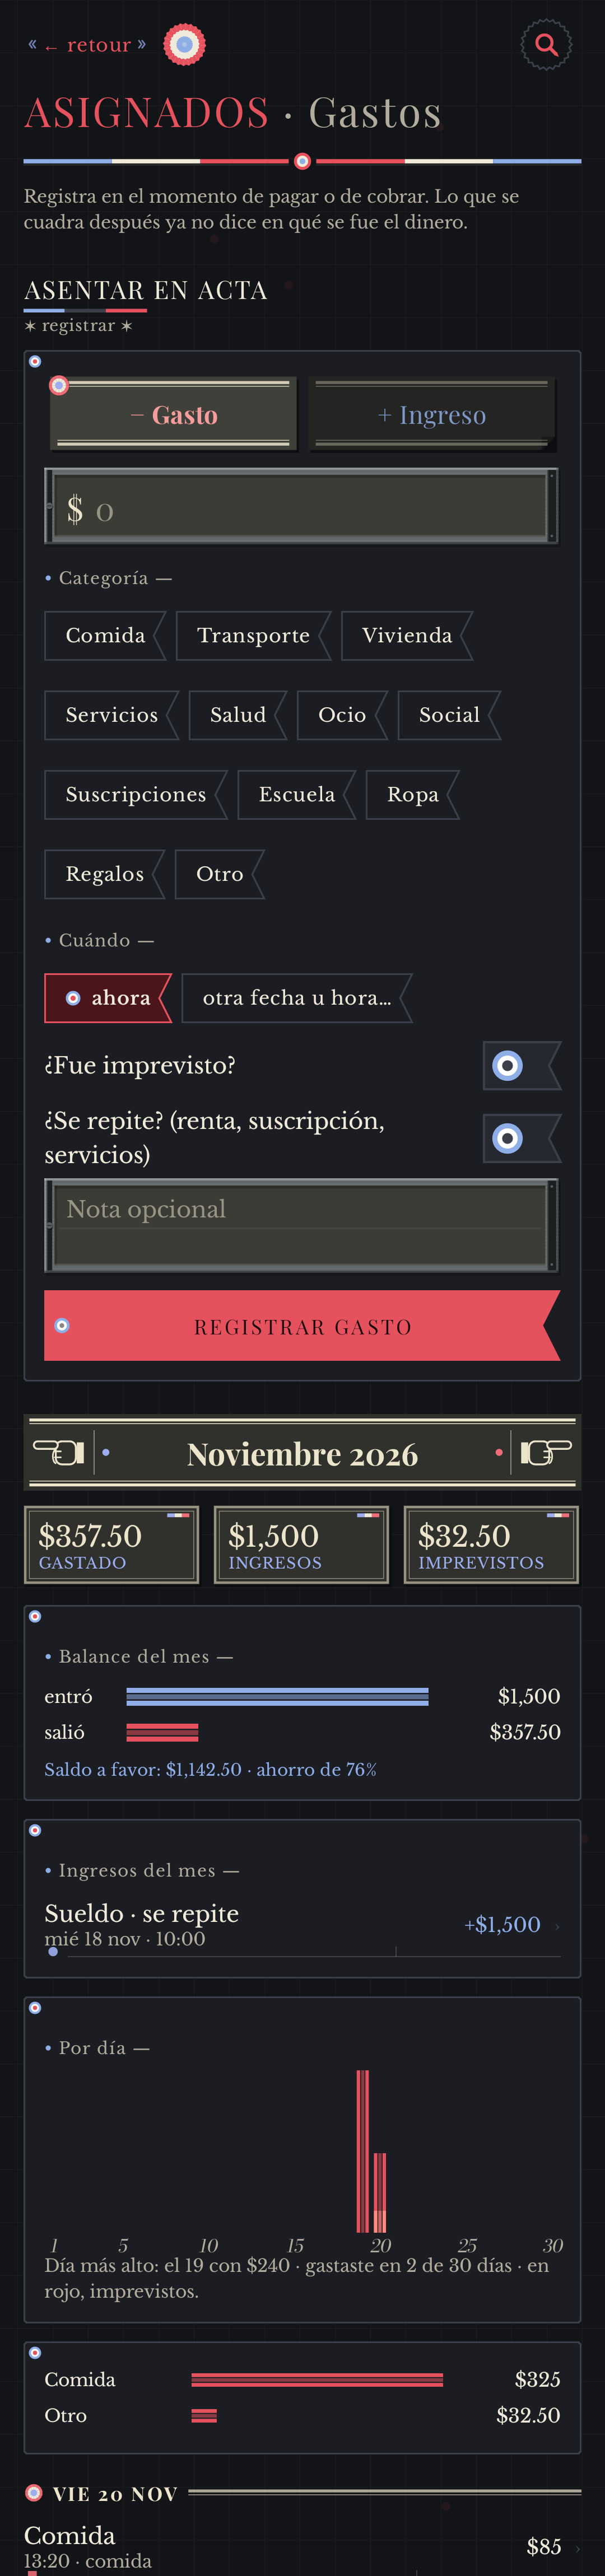 « ← retour »
ASIGNADOS · Gastos
Registra en el momento de pagar o de cobrar. Lo que se
cuadra después ya no dice en qué se fue el dinero.
ASENTAR EN ACTA
✶ registrar ✶
− Gasto
+ Ingreso
$ 0
• Categoría —
Comida
Transporte
Vivienda
Servicios
Salud
Ocio
Social
Suscripciones
Escuela
Ropa
Regalos
Otro
• Cuándo —
ahora
otra fecha u hora...
¿Fue imprevisto?
¿Se repite? (renta, suscripción,
servicios)
Nota opcional
REGISTRAR GASTO
Noviembre 2026
$357.50
GASTADO
$1,500
INGRESOS
$32.50
IMPREVISTOS
• Balance del mes —
entró $1,500
salió $357.50
Saldo a favor: $1,142.50 · ahorro de 76%
• Ingresos del mes —
Sueldo · se repite
mié 18 nov · 10:00
+$1,500 ›
• Por día —
1 5 10 15 20 25 30
Día más alto: el 19 con $240 · gastaste en 2 de 30 días · en
rojo, imprevistos.
Comida $325
Otro $32.50
VIE 20 NOV
Comida
13:20 · comida
$85 ›